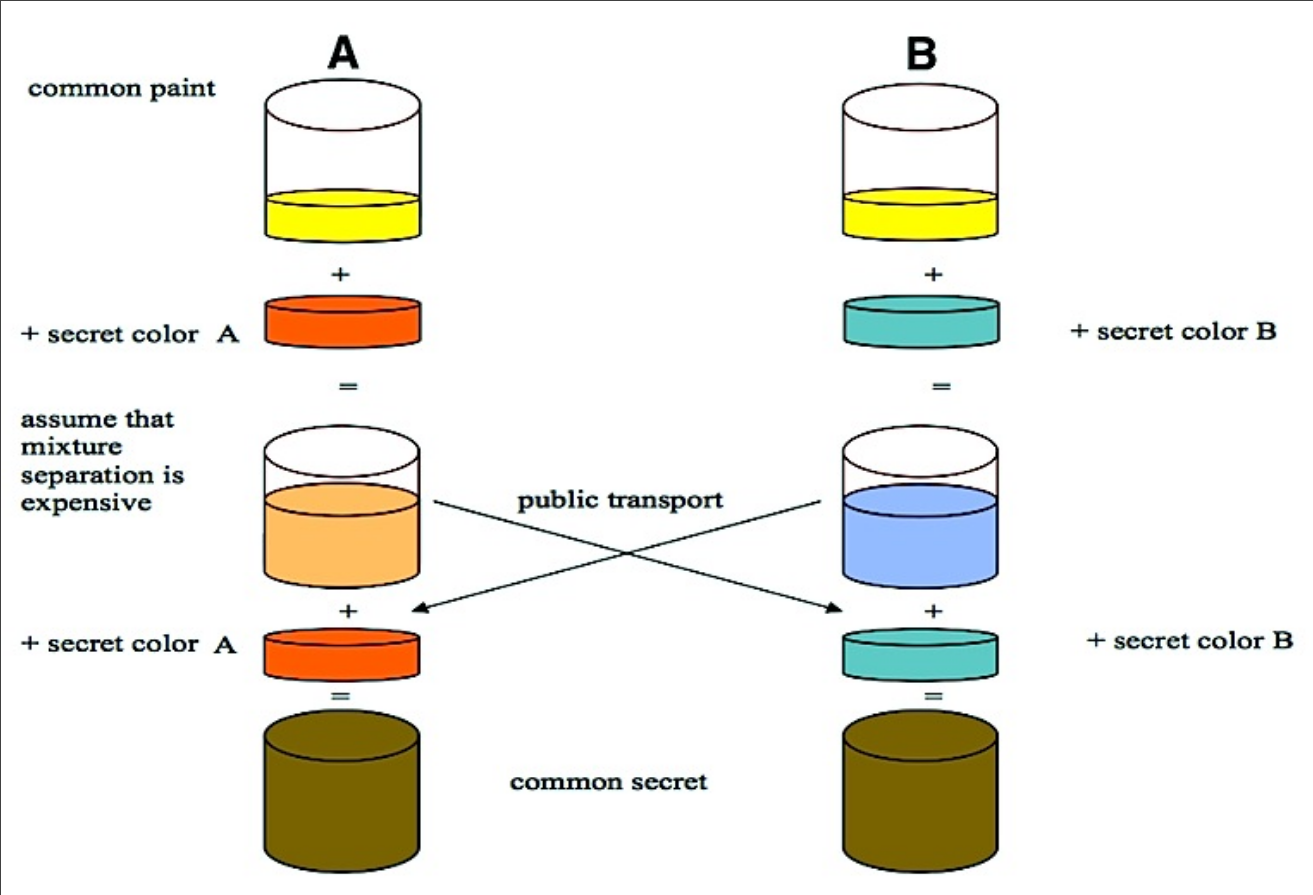 A
B
common paint
+
+
+ secret color A
+ secret color B
=
=
assume that
mixture
separation is
expensive
public transport
+
+
+ secret color A
+ secret color B
=
=
common secret